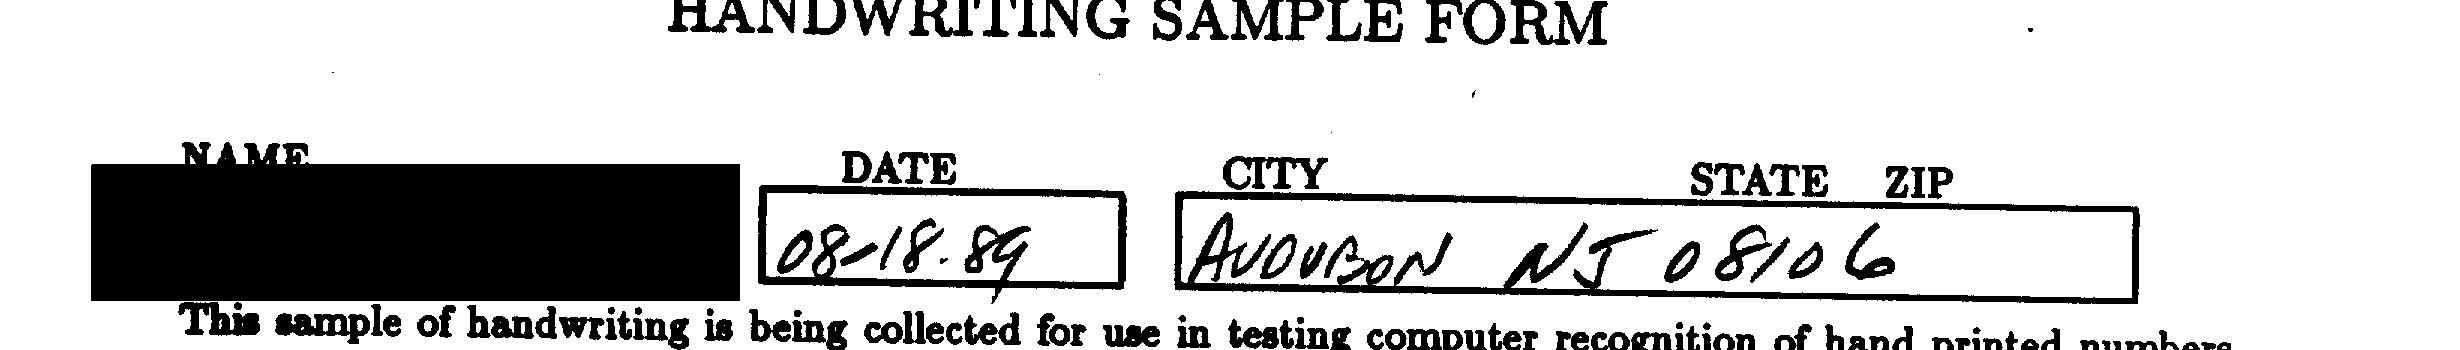 HANDWRITING SAMPLE FORM
NAME
DATE
CITY STATE ZIP
08-18.89
AUDUBON NJ 08106
This sample of handwriting is being collected for use in testing computer recognition of hand printed numbers